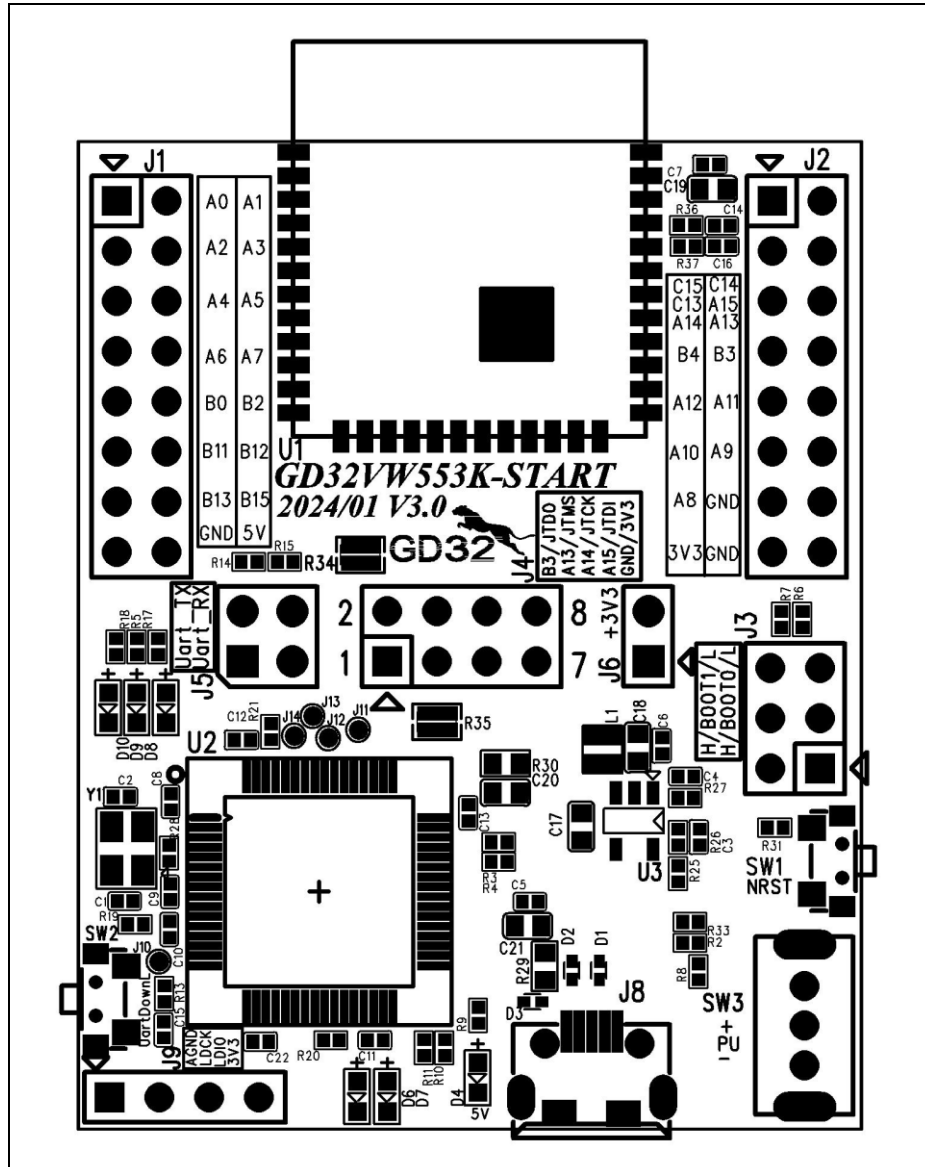 J1
J2
C7
C19
A0 A1
R36 C14
A2 A3
R37 C16
C15 C14
A4 A5
C13 A15
A14 A13
A6 A7
B4 B3
B0 B2
A12 A11
U1
B11 B12
A10 A9
GD32VW553K-START
B13 B15
2024/01 V3.0
A8 GND
GND 5V
GD32
3V3 GND
R14 R15 R34
J4
B3/JTDO
A13/JTMS
A14/JTCK
A15/JTDI
GND/3V3
R18
R5
R17
Uart_TX
Uart_RX
J5
2 8
1 7
+3V3
J6
R7
R6
J3
H/BOOT1/L
H/BOOT0/L
+ + +
D10
D9
D8
J13
J14 J12 J11
C12
R21
R35
U2
L1
C18
C6
Y1
C2
C8
R30
C20
C4
R27
R28
C13
C17
R26
C3
R31
SW1
NRST
R3
R4
U3
R25
C1
C9
R19
C5
C21
R33
R2
SW2
J10
C10
R29
D2
D1
R8
UartDownL
R13
C15
D3
J8
SW3
+
PU
-
R9
J9
AGND
LDCK
LDIO
3V3
C22
R20
C11
R11
R10
+ + +
D6
D7
D4
5V